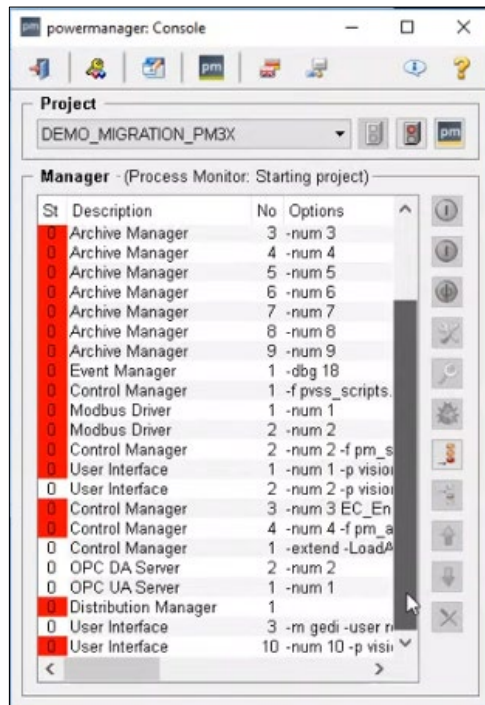 pm powermanager: Console
pm
Project
DEMO_MIGRATION_PM3X
pm
Manager - (Process Monitor: Starting project)
St Description No Options
0 Archive Manager 3 -num 3
0 Archive Manager 4 -num 4
0 Archive Manager 5 -num 5
0 Archive Manager 6 -num 6
0 Archive Manager 7 -num 7
0 Archive Manager 8 -num 8
0 Archive Manager 9 -num 9
0 Event Manager 1 -dbg 18
0 Control Manager 1 -f pvss_scripts.
0 Modbus Driver 1 -num 1
0 Modbus Driver 2 -num 2
0 Control Manager 2 -num 2 -f pm_s
0 User Interface 1 -num 1 -p vision
0 User Interface 2 -num 2 -p vision
0 Control Manager 3 -num 3 EC_En
0 Control Manager 4 -num 4 -f pm_a
0 Control Manager 1 -extend -LoadA
0 OPC DA Server 2 -num 2
0 OPC UA Server 1 -num 1
0 Distribution Manager 1
0 User Interface 3 -m gedi -user
0 User Interface 10 -num 10 -p visi